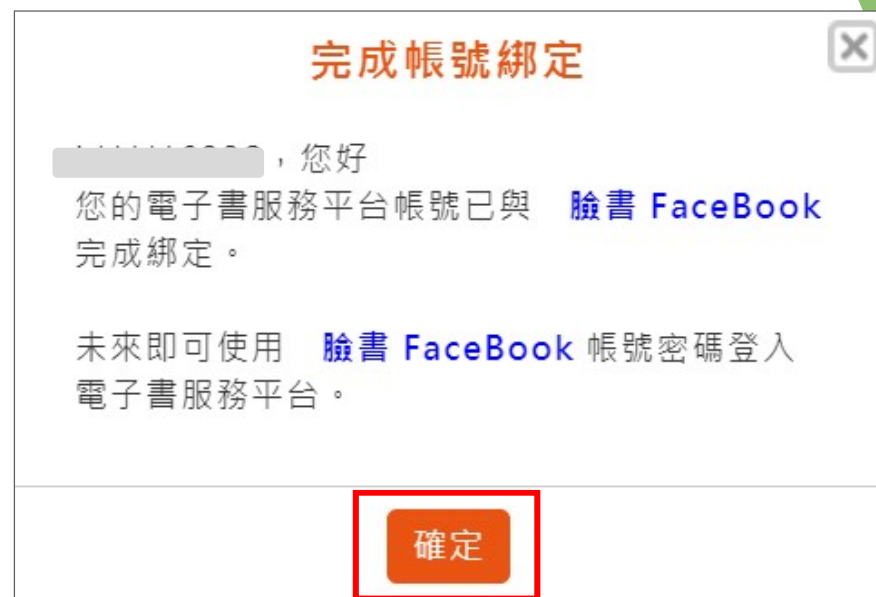 完成帳號綁定
，您好
您的電子書服務平台帳號已與 臉書 FaceBook
完成綁定。
未來即可使用 臉書 FaceBook 帳號密碼登入
電子書服務平台。
確定